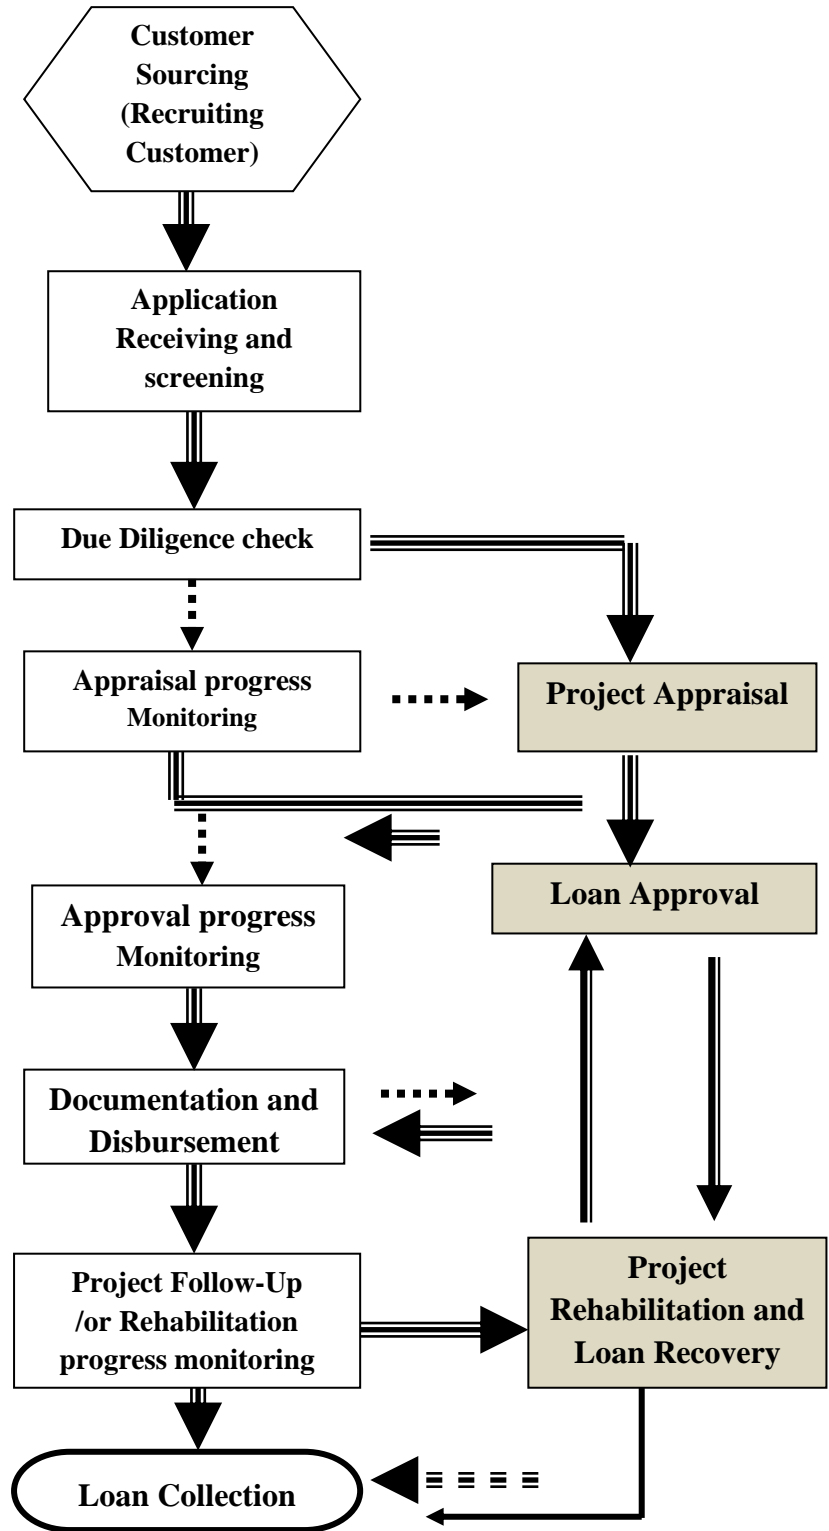 Customer
Sourcing
(Recruiting
Customer)
Application
Receiving and
screening
Due Diligence check
Appraisal progress
Monitoring
Project Appraisal
Loan Approval
Approval progress
Monitoring
Documentation and
Disbursement
Project Follow-Up
/or Rehabilitation
progress monitoring
Project
Rehabilitation and
Loan Recovery
Loan Collection